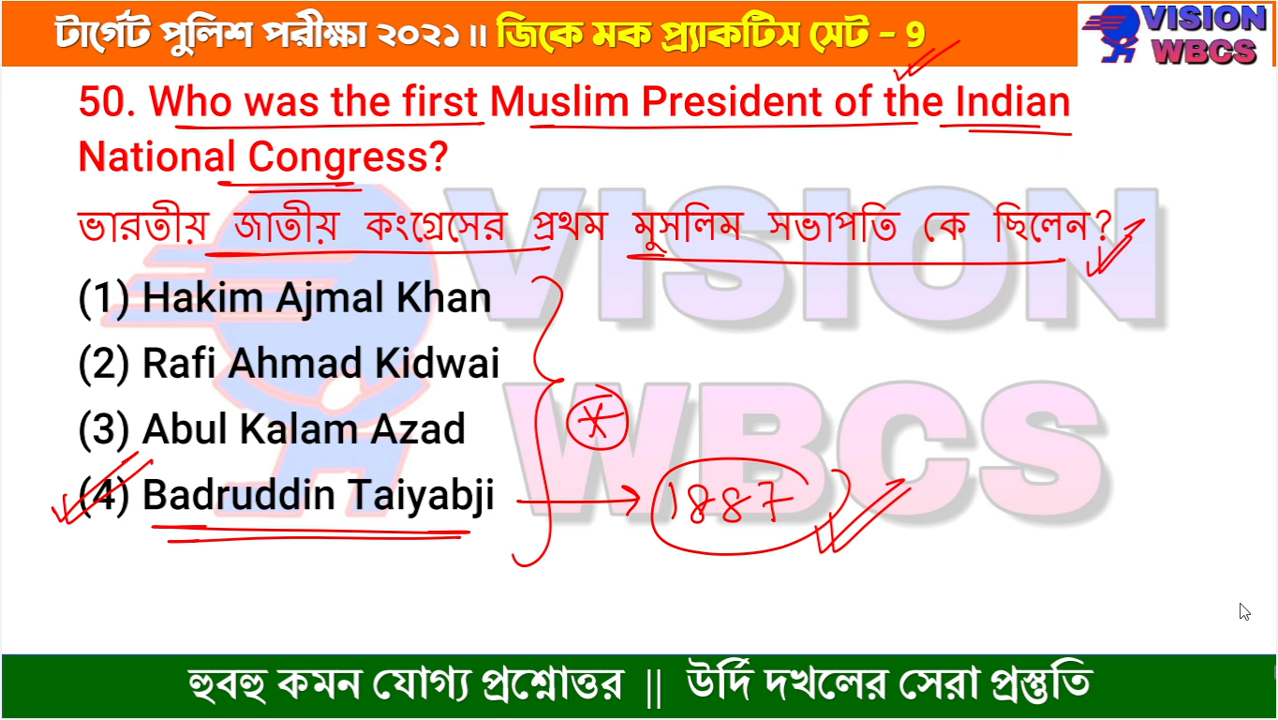 টার্গেট পুলিশ পরীক্ষা ২০২১ || জিকে মক প্র্যাকটিস সেট - 9
VISION
WBCS
50. Who was the first Muslim President of the Indian
National Congress?
ভারতীয় জাতীয় কংগ্রেসের প্রথম মুসলিম সভাপতি কে ছিলেন?
(1) Hakim Ajmal Khan
(2) Rafi Ahmad Kidwai
(3) Abul Kalam Azad
(4) Badruddin Taiyabji
1887
VISION
WBCS
হুবহু কমন যোগ্য প্রশ্নোত্তর || উর্দি দখলের সেরা প্রস্তুতি